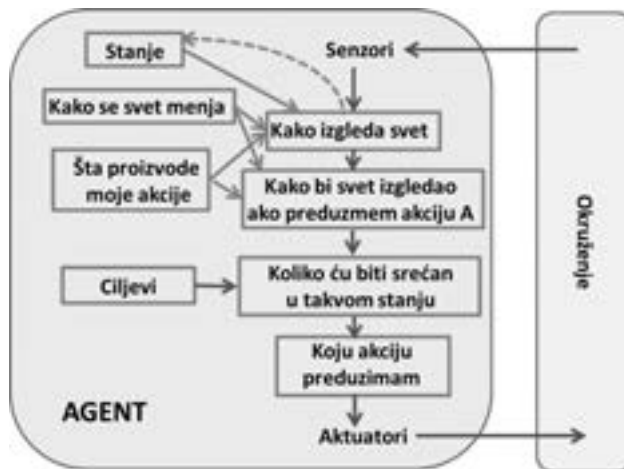 Stanje
Senzori
Kako se svet menja
Kako izgleda svet
Šta proizvode
moje akcije
Kako bi svet izgledao
ako preduzmem akciju A
Ciljevi
Koliko ću biti srećan
u takvom stanju
Koju akciju
preduzimam
AGENT
Aktuatori
Okruženje